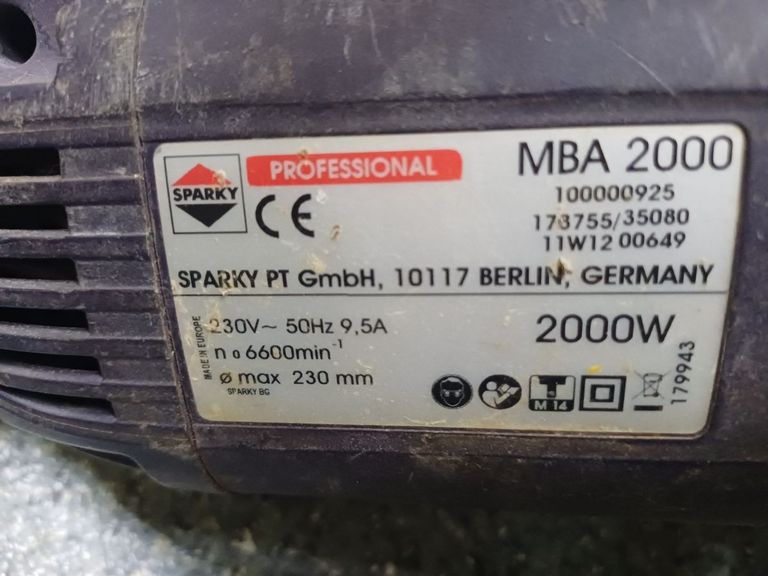 SPARKY
PROFESSIONAL
MBA 2000
100000925
173755/35080
11W12 00649
CE
SPARKY PT GmbH, 10117 BERLIN, GERMANY
MADE IN EUROPE
230V~ 50Hz 9,5A
2000W
n o 6600min-1
ø max 230 mm
SPARKY BG
M 14
179943